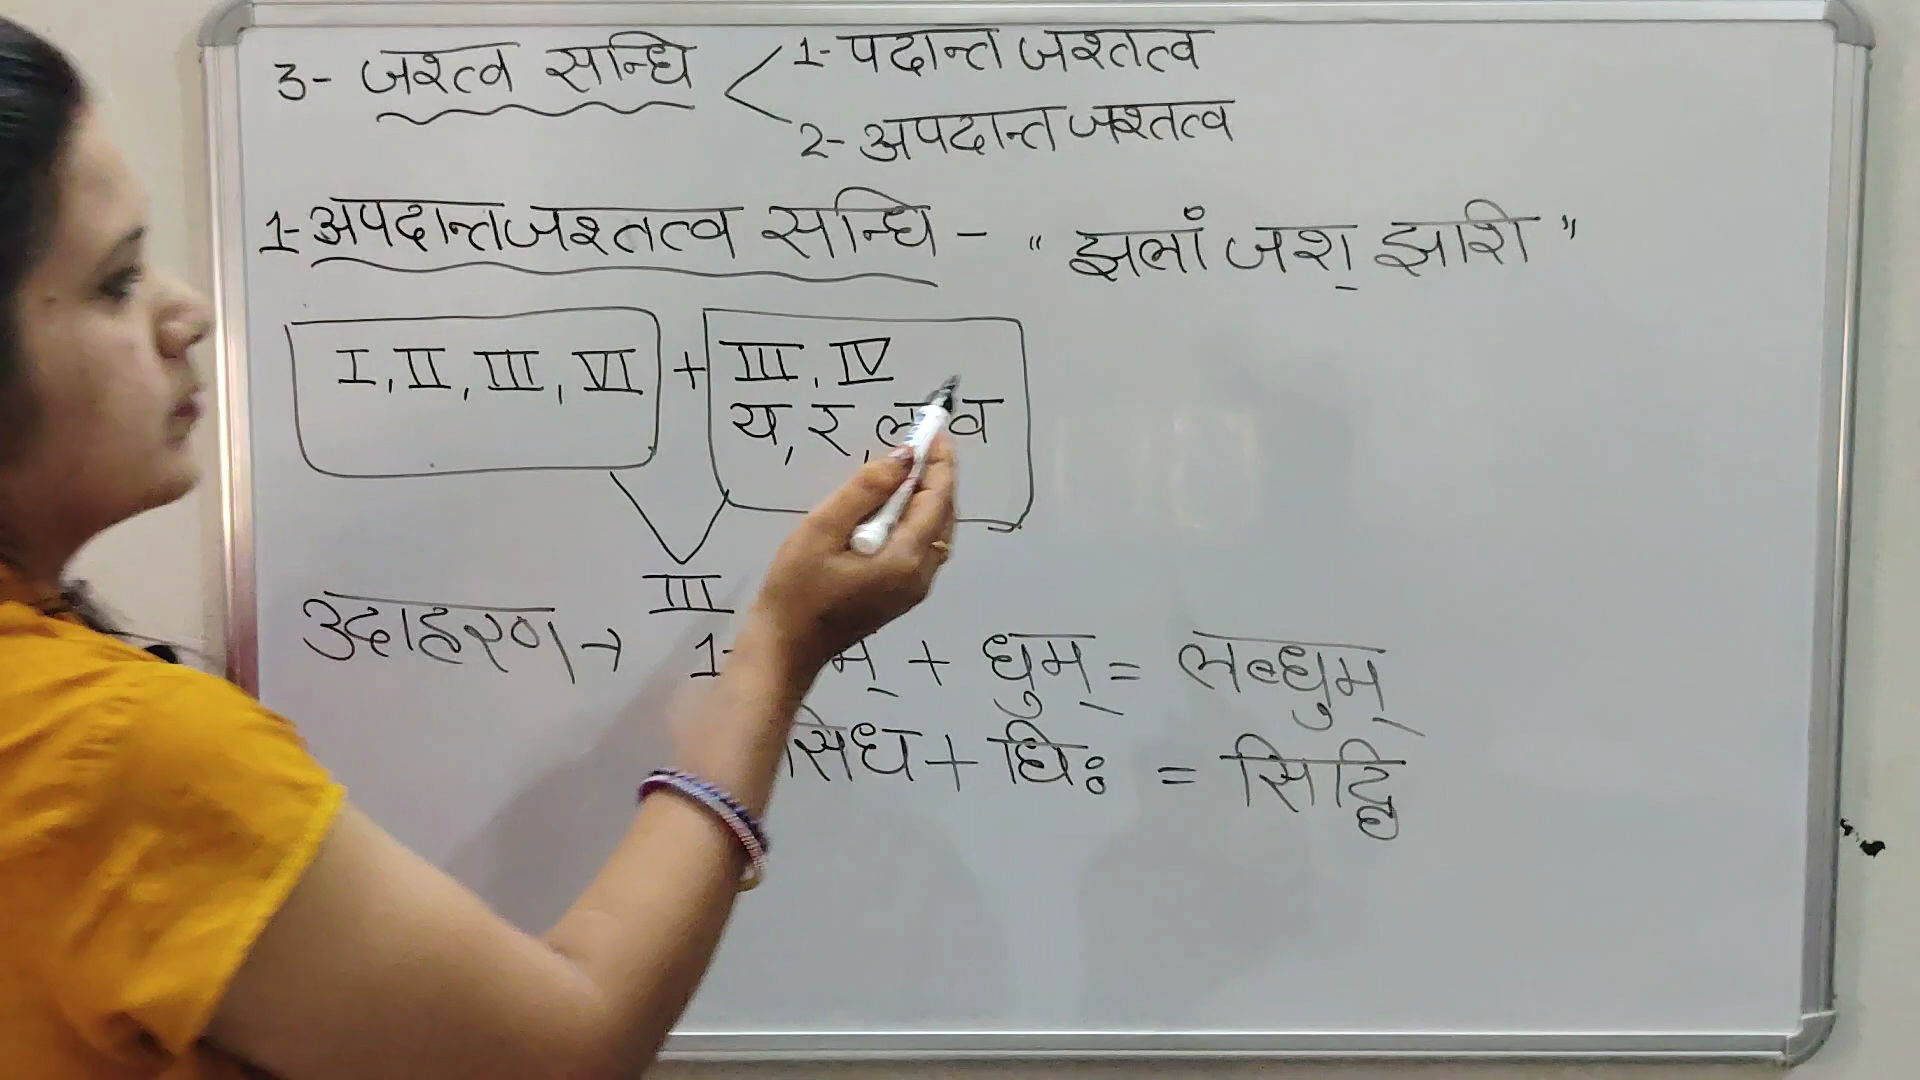 3- जश्त्व सन्धि 1- पदान्त जश्तत्व
2- अपदान्त जश्तत्व
1- अपदान्तजश्तत्व सन्धि - " झलां जश् झशि "
I, II, III, VI + III, IV
य, र, ल व
III
उदाहरण → 1- म् + धुम् = लब्धुम्
सिध + धिः = सिद्धि